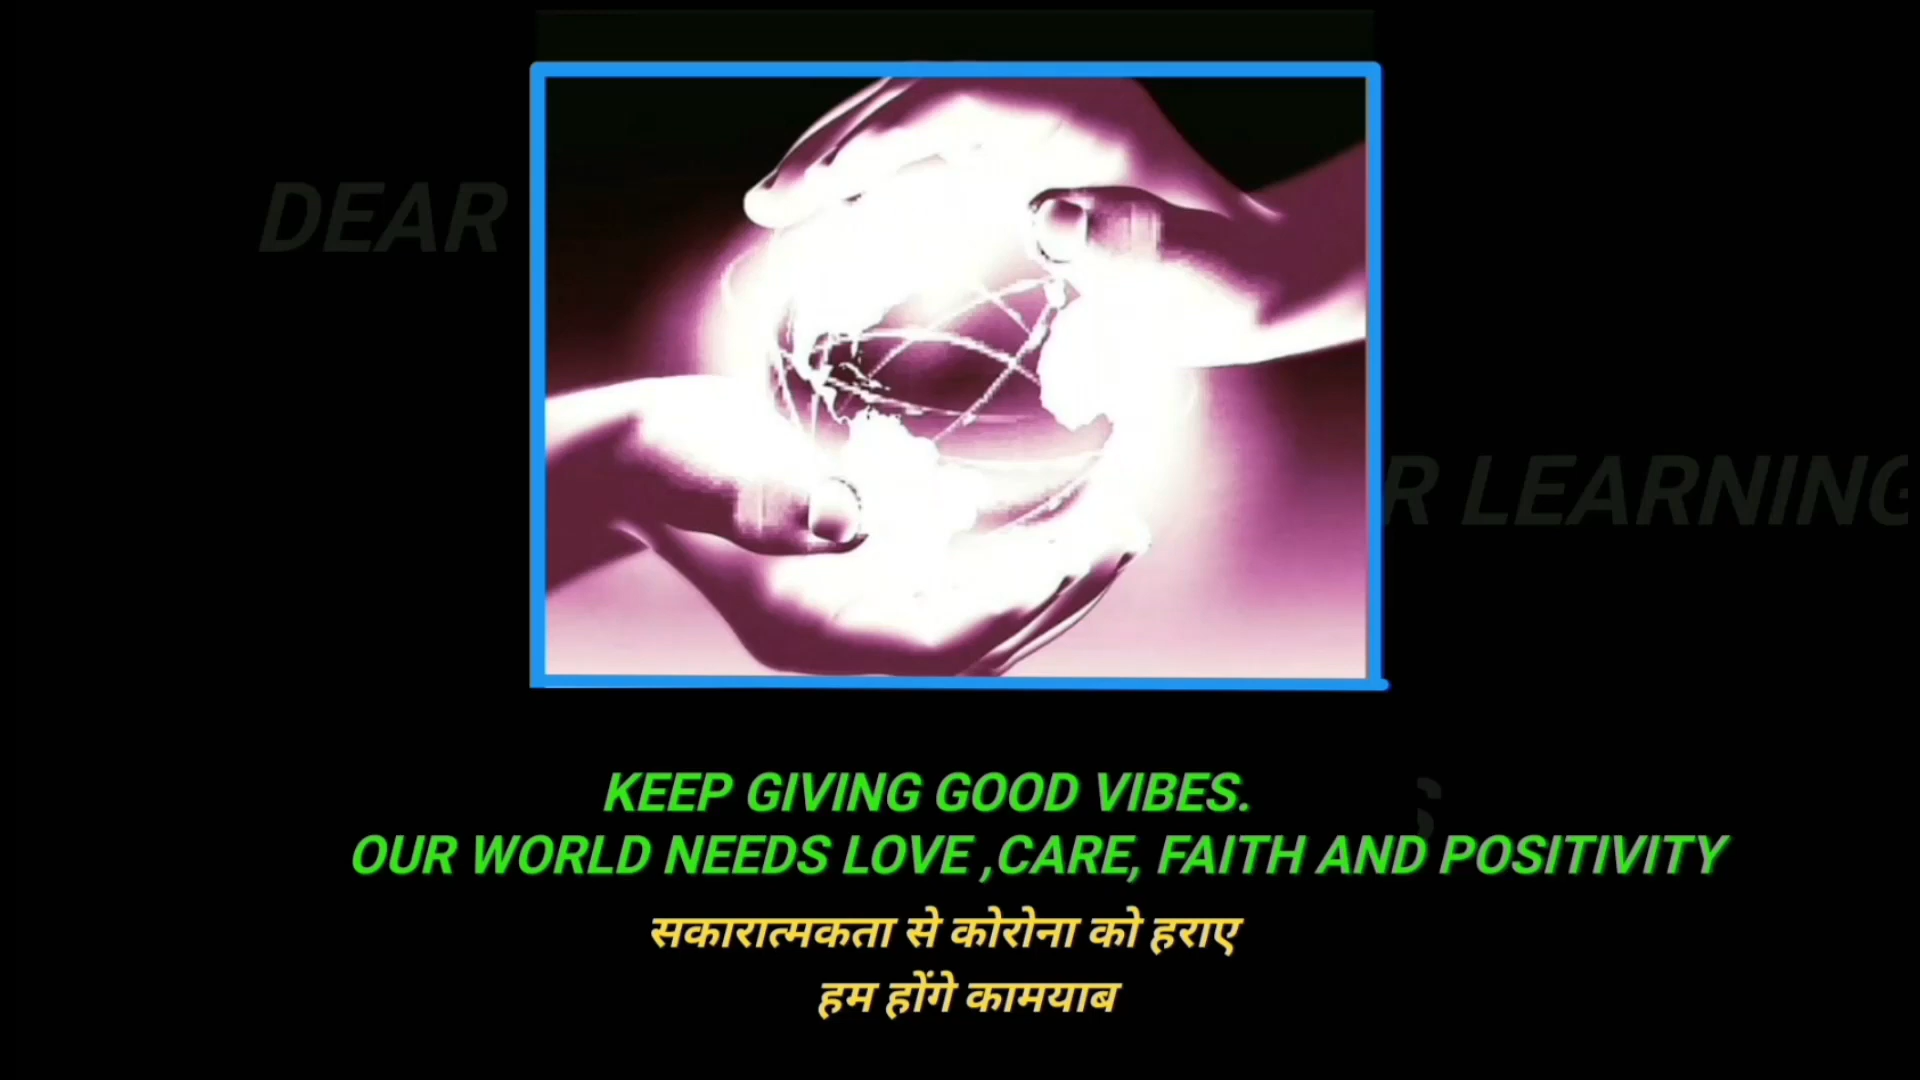 DEAR
R LEARNING
KEEP GIVING GOOD VIBES.
OUR WORLD NEEDS LOVE ,CARE, FAITH AND POSITIVITY
सकारात्मकता से कोरोना को हराए
हम होंगे कामयाब